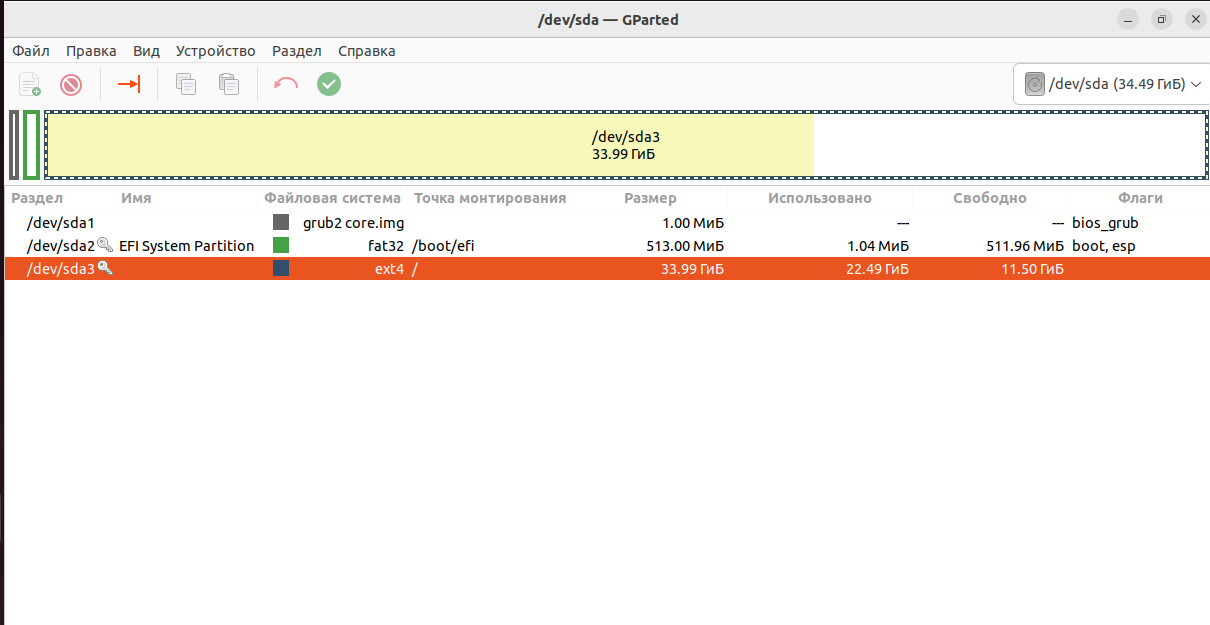 /dev/sda — GParted
Файл Правка Вид Устройство Раздел Справка
/dev/sda (34.49 ГиБ)
/dev/sda3
33.99 ГиБ
Раздел Имя Файловая система Точка монтирования Размер Использовано Свободно Флаги
/dev/sda1 grub2 core.img 1.00 МиБ --- --- bios_grub
/dev/sda2 EFI System Partition fat32 /boot/efi 513.00 МиБ 1.04 МиБ 511.96 МиБ boot, esp
/dev/sda3 ext4 / 33.99 ГиБ 22.49 ГиБ 11.50 ГиБ